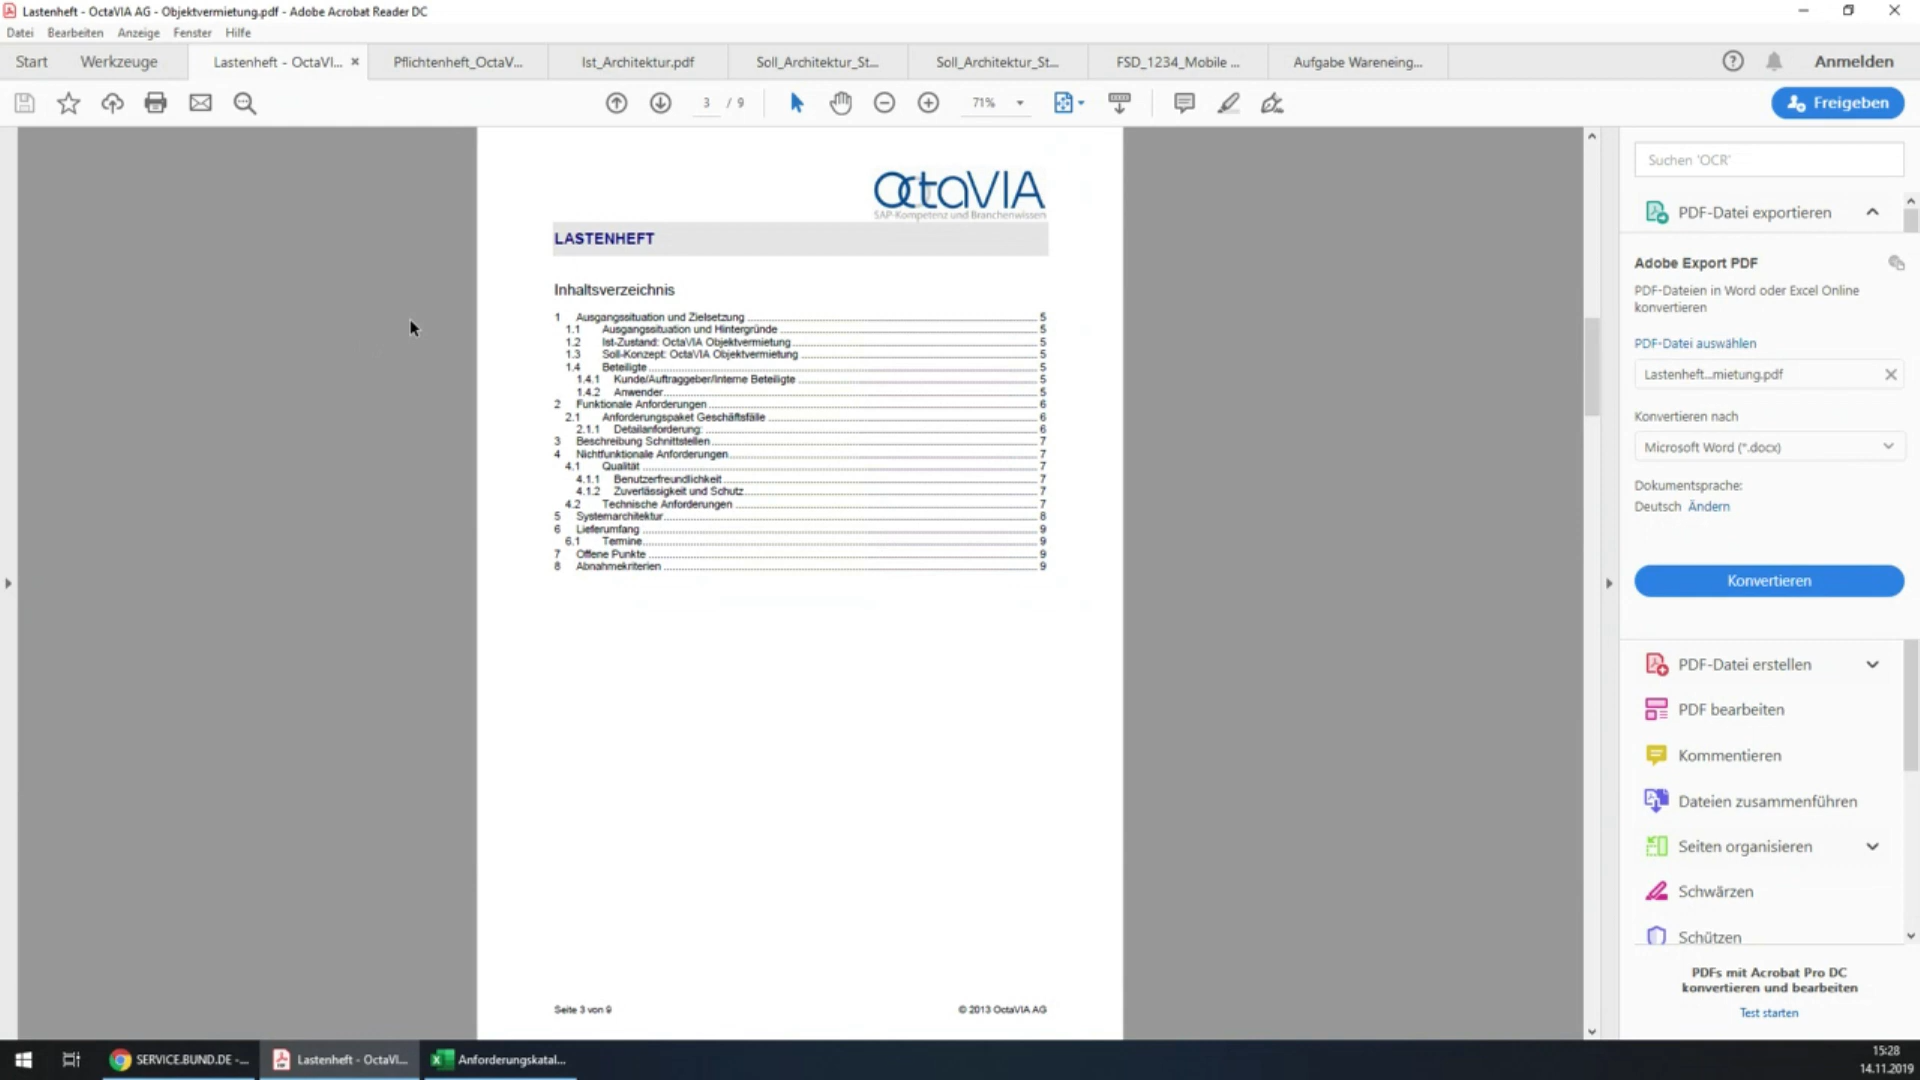 Lastenheft - OctaVIA AG - Objektvermietung.pdf - Adobe Acrobat Reader DC
Datei Bearbeiten Anzeige Fenster Hilfe
Start Werkzeuge Lastenheft - OctaVI... × Pflichtenheft_OctaV... Ist_Architektur.pdf Soll_Architektur_St... Soll_Architektur_St... FSD_1234_Mobile ... Aufgabe Wareneing... Anmelden
3 / 9 71% Freigeben
OctaVIA
SAP-Kompetenz und Branchenwissen
LASTENHEFT
Inhaltsverzeichnis
1 Ausgangssituation und Zielsetzung 5
1.1 Ausgangssituation und Hintergründe 5
1.2 Ist-Zustand: OctaVIA Objektvermietung 5
1.3 Soll-Konzept: OctaVIA Objektvermietung 5
1.4 Beteiligte 5
1.4.1 Kunde/Auftraggeber/Interne Beteiligte 5
1.4.2 Anwender 5
2 Funktionale Anforderungen 6
2.1 Anforderungspaket Geschäftsfälle 6
2.1.1 Detailanforderung: 6
3 Beschreibung Schnittstellen 7
4 Nichtfunktionale Anforderungen 7
4.1 Qualität 7
4.1.1 Benutzerfreundlichkeit 7
4.1.2 Zuverlässigkeit und Schutz 7
4.2 Technische Anforderungen 7
5 Systemarchitektur 8
6 Lieferumfang 9
6.1 Termine 9
7 Offene Punkte 9
8 Abnahmekriterien 9
Seite 3 von 9 © 2013 OctaVIA AG
Suchen 'OCR'
PDF-Datei exportieren
Adobe Export PDF
PDF-Dateien in Word oder Excel Online
konvertieren
PDF-Datei auswählen
Lastenheft...mietung.pdf
Konvertieren nach
Microsoft Word (*.docx)
Dokumentsprache:
Deutsch Ändern
Konvertieren
PDF-Datei erstellen
PDF bearbeiten
Kommentieren
Dateien zusammenführen
Seiten organisieren
Schwärzen
Schützen
PDFs mit Acrobat Pro DC
konvertieren und bearbeiten
Test starten
SERVICE.BUND.DE -... Lastenheft - OctaVI... Anforderungskatal...
15:28
14.11.2019